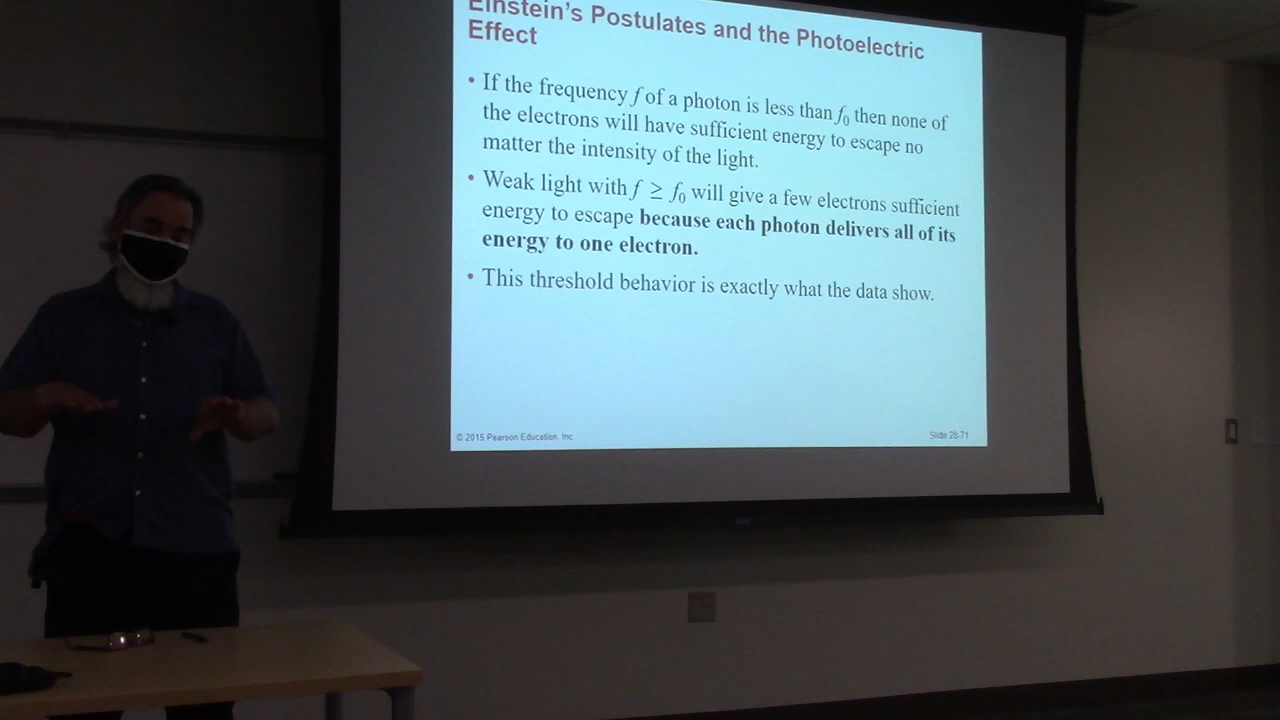 Einstein's Postulates and the Photoelectric
Effect
• If the frequency f of a photon is less than f₀ then none of
the electrons will have sufficient energy to escape no
matter the intensity of the light.
• Weak light with f ≥ f₀ will give a few electrons sufficient
energy to escape because each photon delivers all of its
energy to one electron.
• This threshold behavior is exactly what the data show.
© 2015 Pearson Education, Inc.
Slide 28-71